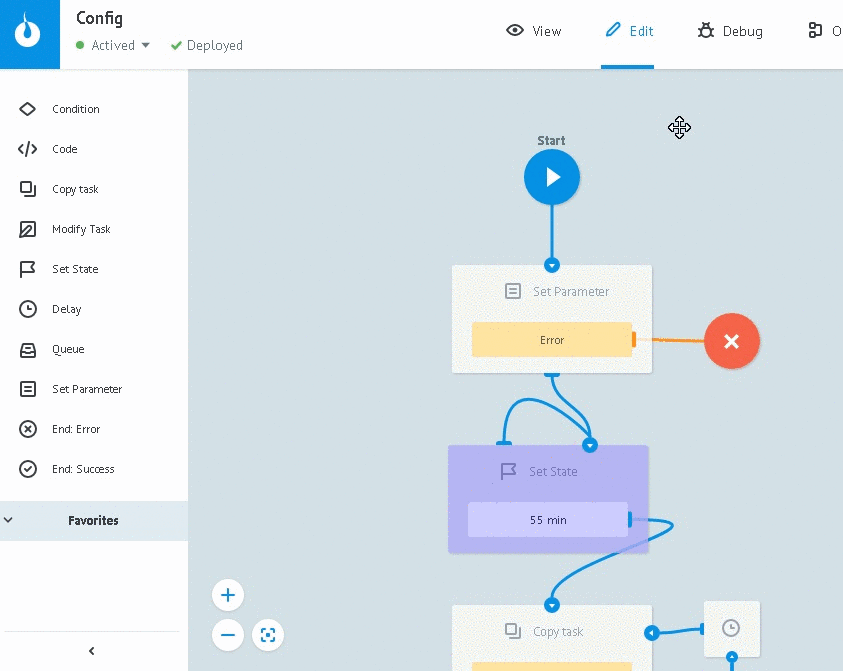 Config
Actived
Deployed
View
Edit
Debug
O
Condition
Code
Copy task
Modify Task
Set State
Delay
Queue
Set Parameter
End: Error
End: Success
Favorites
Start
Set Parameter
Error
Set State
55 min
Copy task